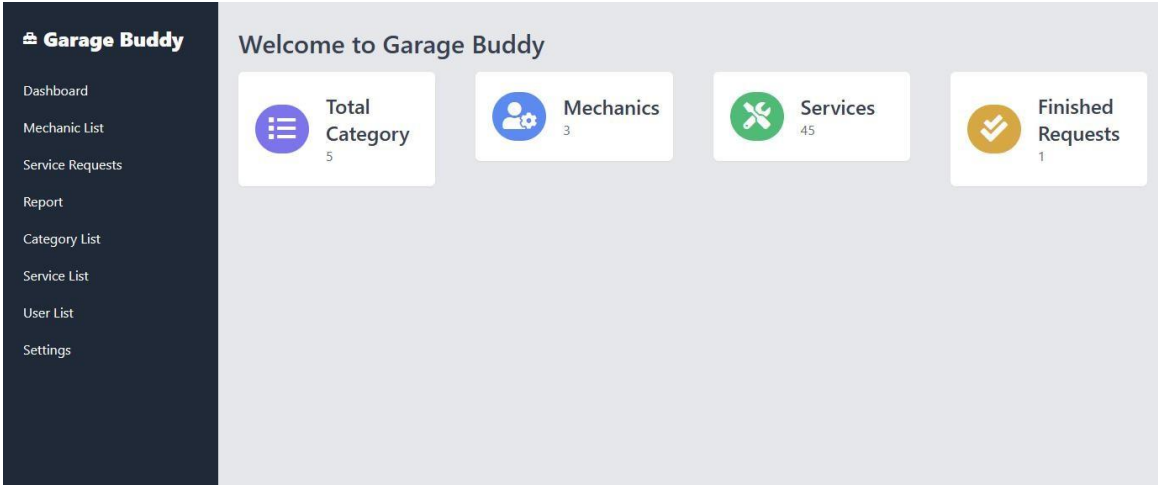 Garage Buddy
Dashboard
Mechanic List
Service Requests
Report
Category List
Service List
User List
Settings
Welcome to Garage Buddy
Total
Category
5
Mechanics
3
Services
45
Finished
Requests
1